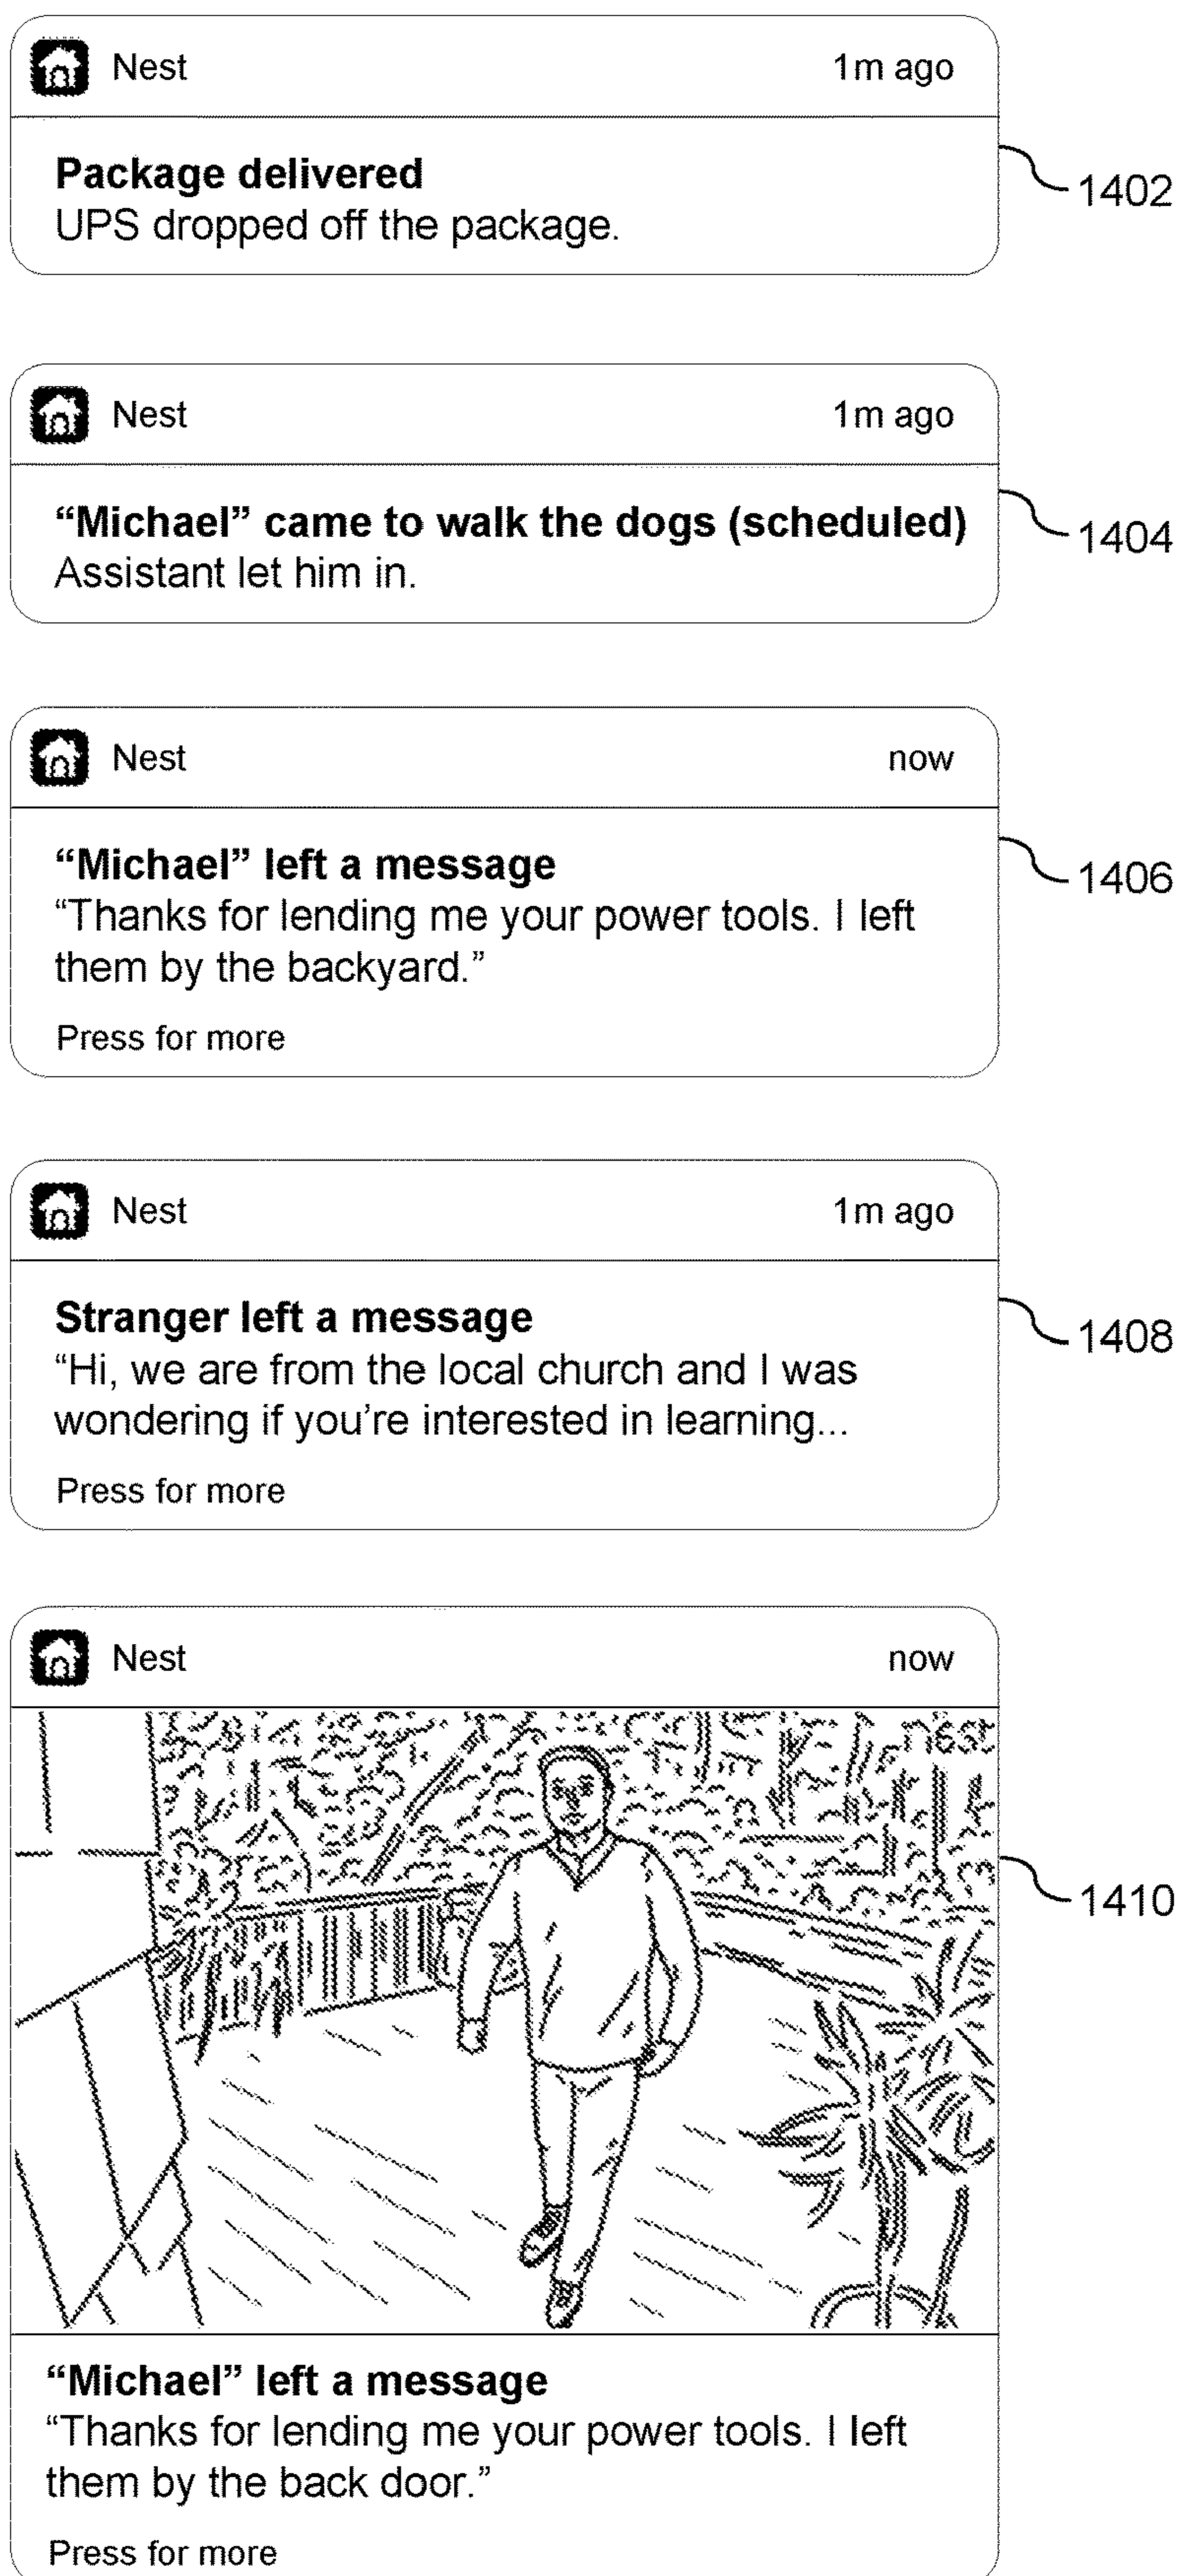 Nest 1m ago
Package delivered
UPS dropped off the package.
1402
Nest 1m ago
“Michael” came to walk the dogs (scheduled)
Assistant let him in.
1404
Nest now
“Michael” left a message
“Thanks for lending me your power tools. I left
them by the backyard.”
Press for more
1406
Nest 1m ago
Stranger left a message
“Hi, we are from the local church and I was
wondering if you’re interested in learning...
Press for more
1408
Nest now
nest
1410
“Michael” left a message
“Thanks for lending me your power tools. I left
them by the back door.”
Press for more